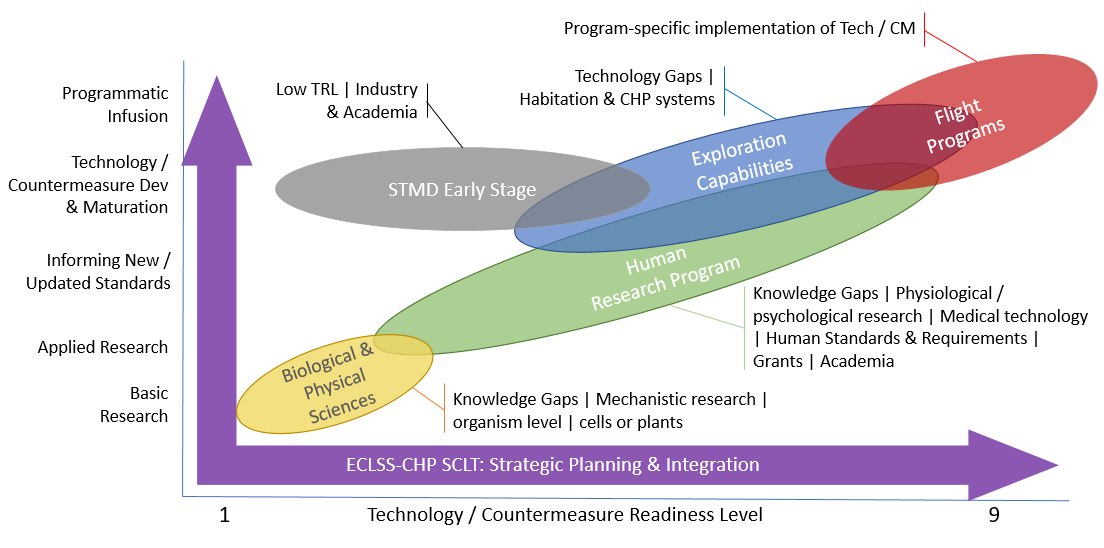 Program-specific implementation of Tech / CM
Technology Gaps |
Habitation & CHP systems
Low TRL | Industry
& Academia
Programmatic
Infusion
Technology /
Countermeasure Dev
& Maturation
Informing New /
Updated Standards
Applied Research
Basic
Research
Flight
Programs
Exploration
Capabilities
STMD Early Stage
Human
Research Program
Knowledge Gaps | Physiological /
psychological research | Medical technology
| Human Standards & Requirements |
Grants | Academia
Biological &
Physical
Sciences
Knowledge Gaps | Mechanistic research |
organism level | cells or plants
ECLSS-CHP SCLT: Strategic Planning & Integration
1
Technology / Countermeasure Readiness Level
9